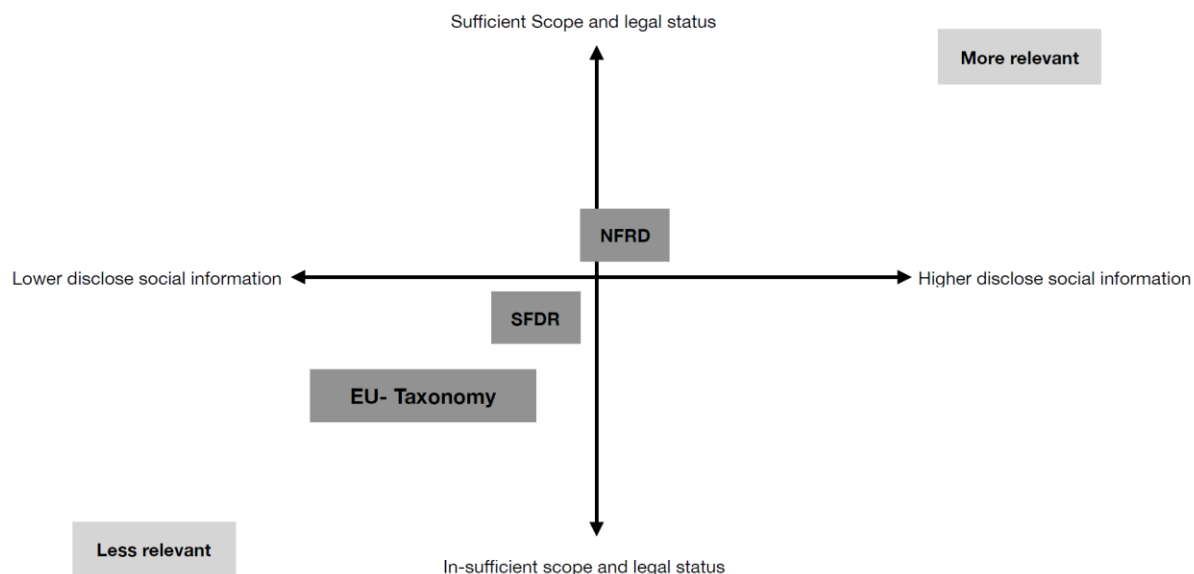 Sufficient Scope and legal status
More relevant
NFRD
Lower disclose social information
Higher disclose social information
SFDR
EU- Taxonomy
Less relevant
In-sufficient scope and legal status